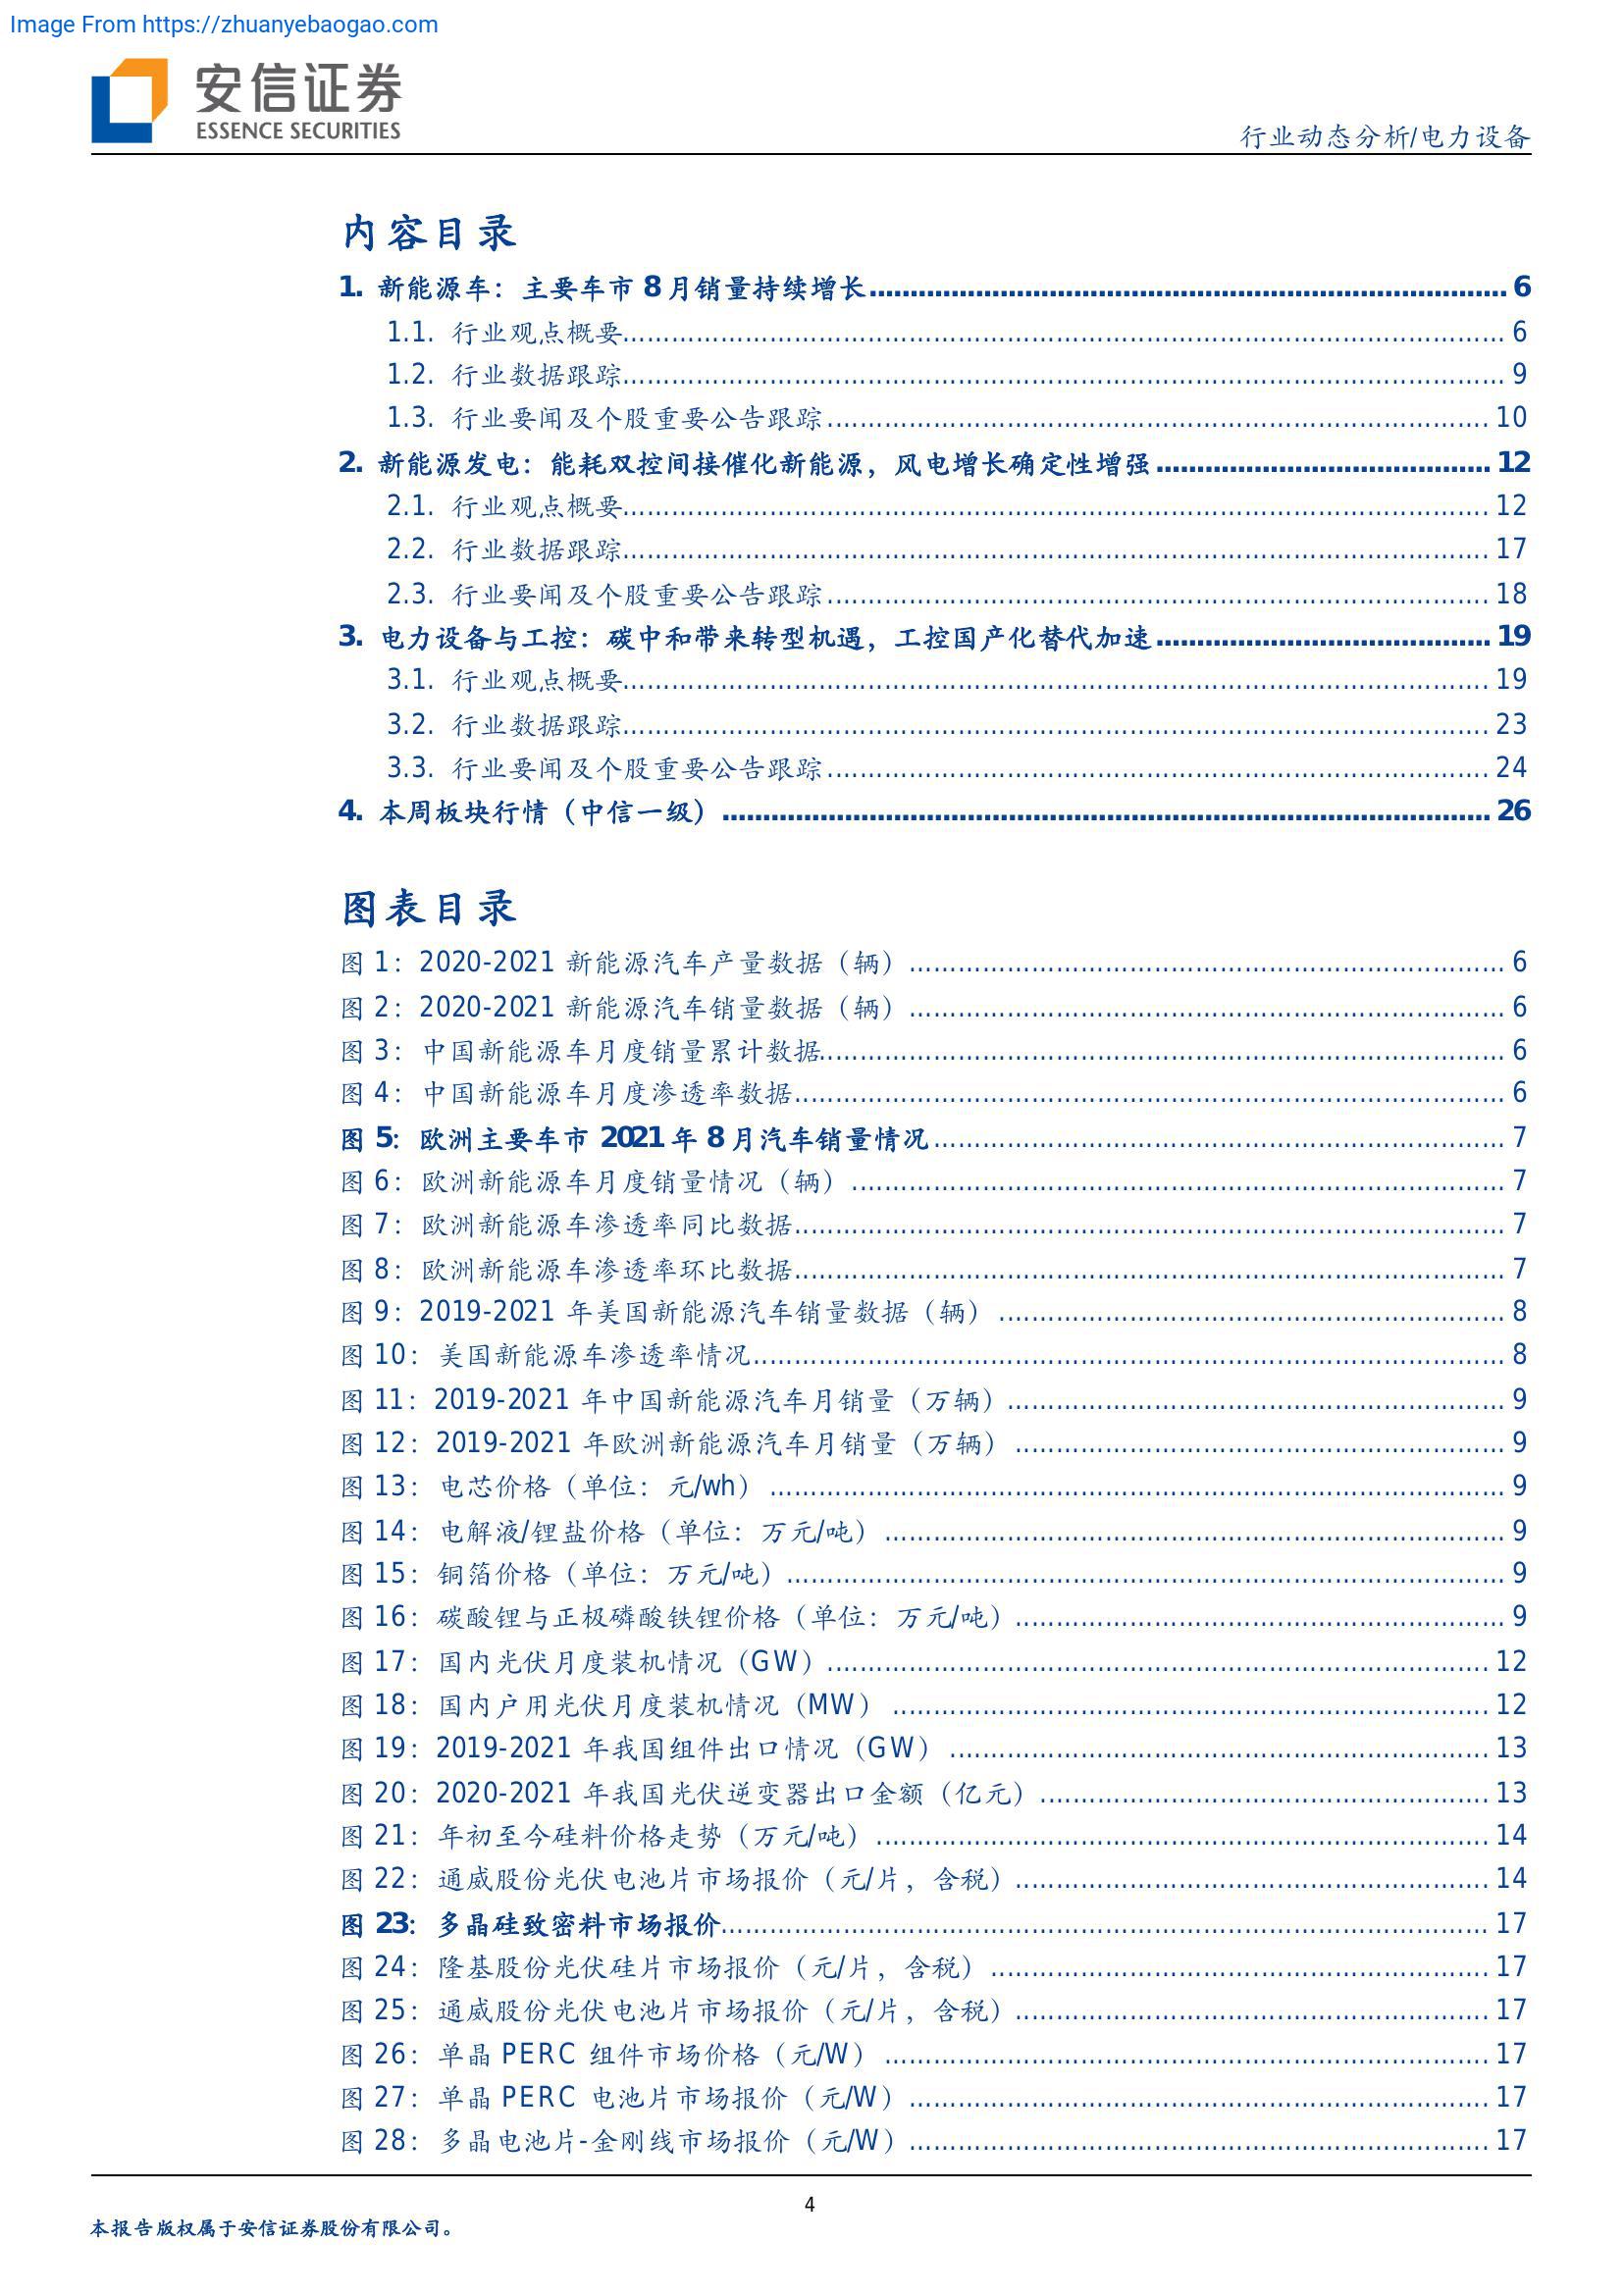 Image From https://zhuanyebaogao.com
安信证券
ESSENCE SECURITIES
行业动态分析/电力设备
内容目录
1. 新能源车：主要车市 8 月销量持续增长 6
1.1. 行业观点概要 6
1.2. 行业数据跟踪 9
1.3. 行业要闻及个股重要公告跟踪 10
2. 新能源发电：能耗双控间接催化新能源，风电增长确定性增强 12
2.1. 行业观点概要 12
2.2. 行业数据跟踪 17
2.3. 行业要闻及个股重要公告跟踪 18
3. 电力设备与工控：碳中和带来转型机遇，工控国产化替代加速 19
3.1. 行业观点概要 19
3.2. 行业数据跟踪 23
3.3. 行业要闻及个股重要公告跟踪 24
4. 本周板块行情（中信一级） 26
图表目录
图 1：2020-2021 新能源汽车产量数据（辆） 6
图 2：2020-2021 新能源汽车销量数据（辆） 6
图 3：中国新能源车月度销量累计数据 6
图 4：中国新能源车月度渗透率数据 6
图 5：欧洲主要车市 2021 年 8 月汽车销量情况 7
图 6：欧洲新能源车月度销量情况（辆） 7
图 7：欧洲新能源车渗透率同比数据 7
图 8：欧洲新能源车渗透率环比数据 7
图 9：2019-2021 年美国新能源汽车销量数据（辆） 8
图 10：美国新能源车渗透率情况 8
图 11：2019-2021 年中国新能源汽车月销量（万辆） 9
图 12：2019-2021 年欧洲新能源汽车月销量（万辆） 9
图 13：电芯价格（单位：元/wh） 9
图 14：电解液/锂盐价格（单位：万元/吨） 9
图 15：铜箔价格（单位：万元/吨） 9
图 16：碳酸锂与正极磷酸铁锂价格（单位：万元/吨） 9
图 17：国内光伏月度装机情况（GW） 12
图 18：国内户用光伏月度装机情况（MW） 12
图 19：2019-2021 年我国组件出口情况（GW） 13
图 20：2020-2021 年我国光伏逆变器出口金额（亿元） 13
图 21：年初至今硅料价格走势（万元/吨） 14
图 22：通威股份光伏电池片市场报价（元/片，含税） 14
图 23：多晶硅致密料市场报价 17
图 24：隆基股份光伏硅片市场报价（元/片，含税） 17
图 25：通威股份光伏电池片市场报价（元/片，含税） 17
图 26：单晶 PERC 组件市场价格（元/W） 17
图 27：单晶 PERC 电池片市场报价（元/W） 17
图 28：多晶电池片-金刚线市场报价（元/W） 17
4
本报告版权属于安信证券股份有限公司。